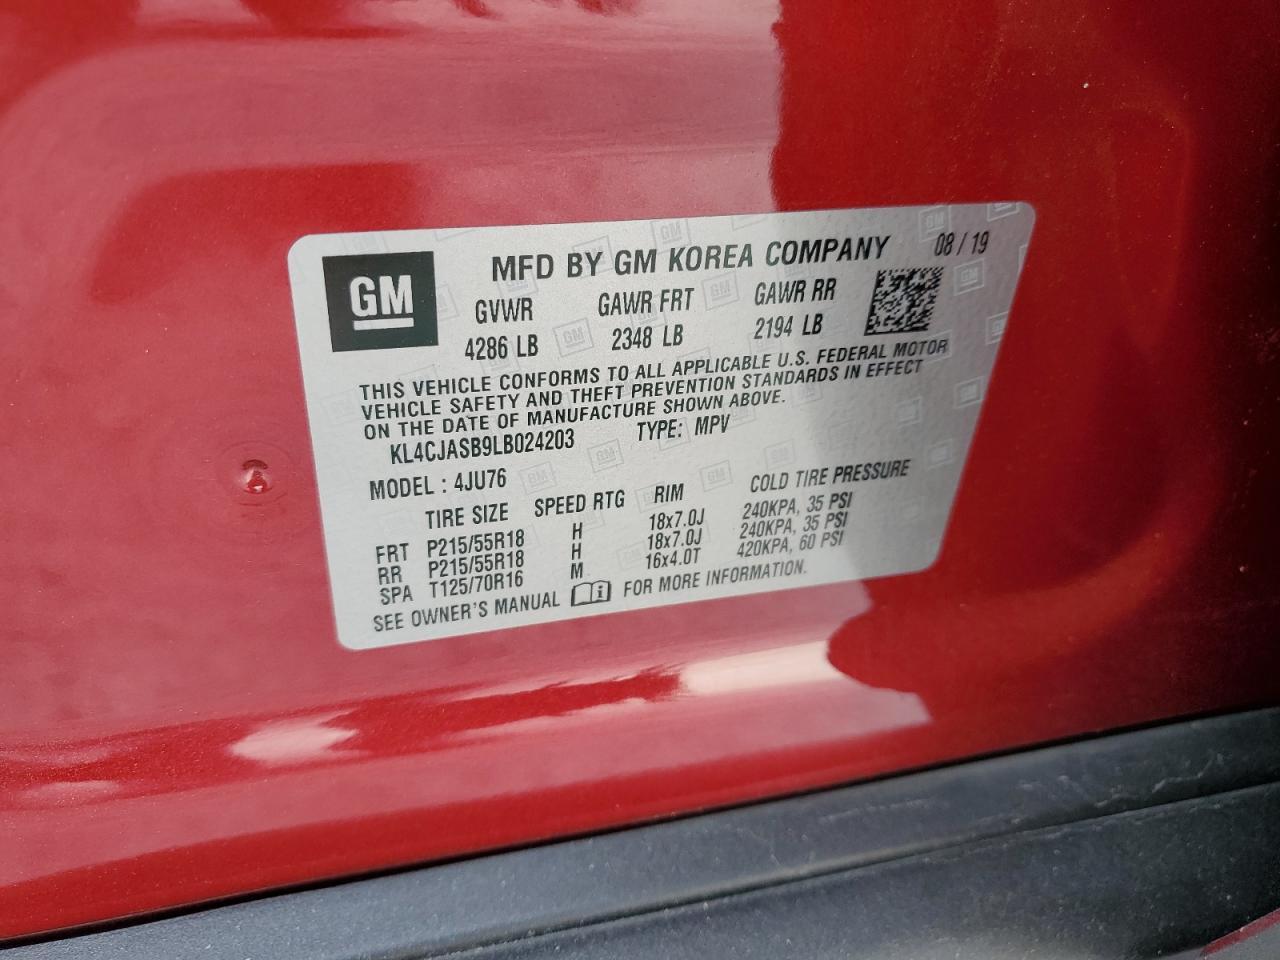 GM
MFD BY GM KOREA COMPANY 08 / 19
GVWR GAWR FRT GAWR RR
4286 LB 2348 LB 2194 LB
THIS VEHICLE CONFORMS TO ALL APPLICABLE U.S. FEDERAL MOTOR
VEHICLE SAFETY AND THEFT PREVENTION STANDARDS IN EFFECT
ON THE DATE OF MANUFACTURE SHOWN ABOVE.
KL4CJASB9LB024203 TYPE: MPV
MODEL : 4JU76
TIRE SIZE SPEED RTG RIM COLD TIRE PRESSURE
FRT P215/55R18 H 18x7.0J 240KPA, 35 PSI
RR P215/55R18 H 18x7.0J 240KPA, 35 PSI
SPA T125/70R16 M 16x4.0T 420KPA, 60 PSI
SEE OWNER'S MANUAL i FOR MORE INFORMATION.